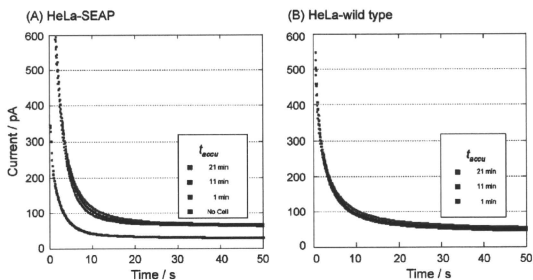 (A) HeLa-SEAP
(B) HeLa-wild type
Current / pA
600
500
400
300
200
100
0
0 10 20 30 40 50
Time / s
t accu
21 min
11 min
1 min
No Cell
600
500
400
300
200
100
0
0 10 20 30 40 50
Time / s
t accu
21 min
11 min
1 min